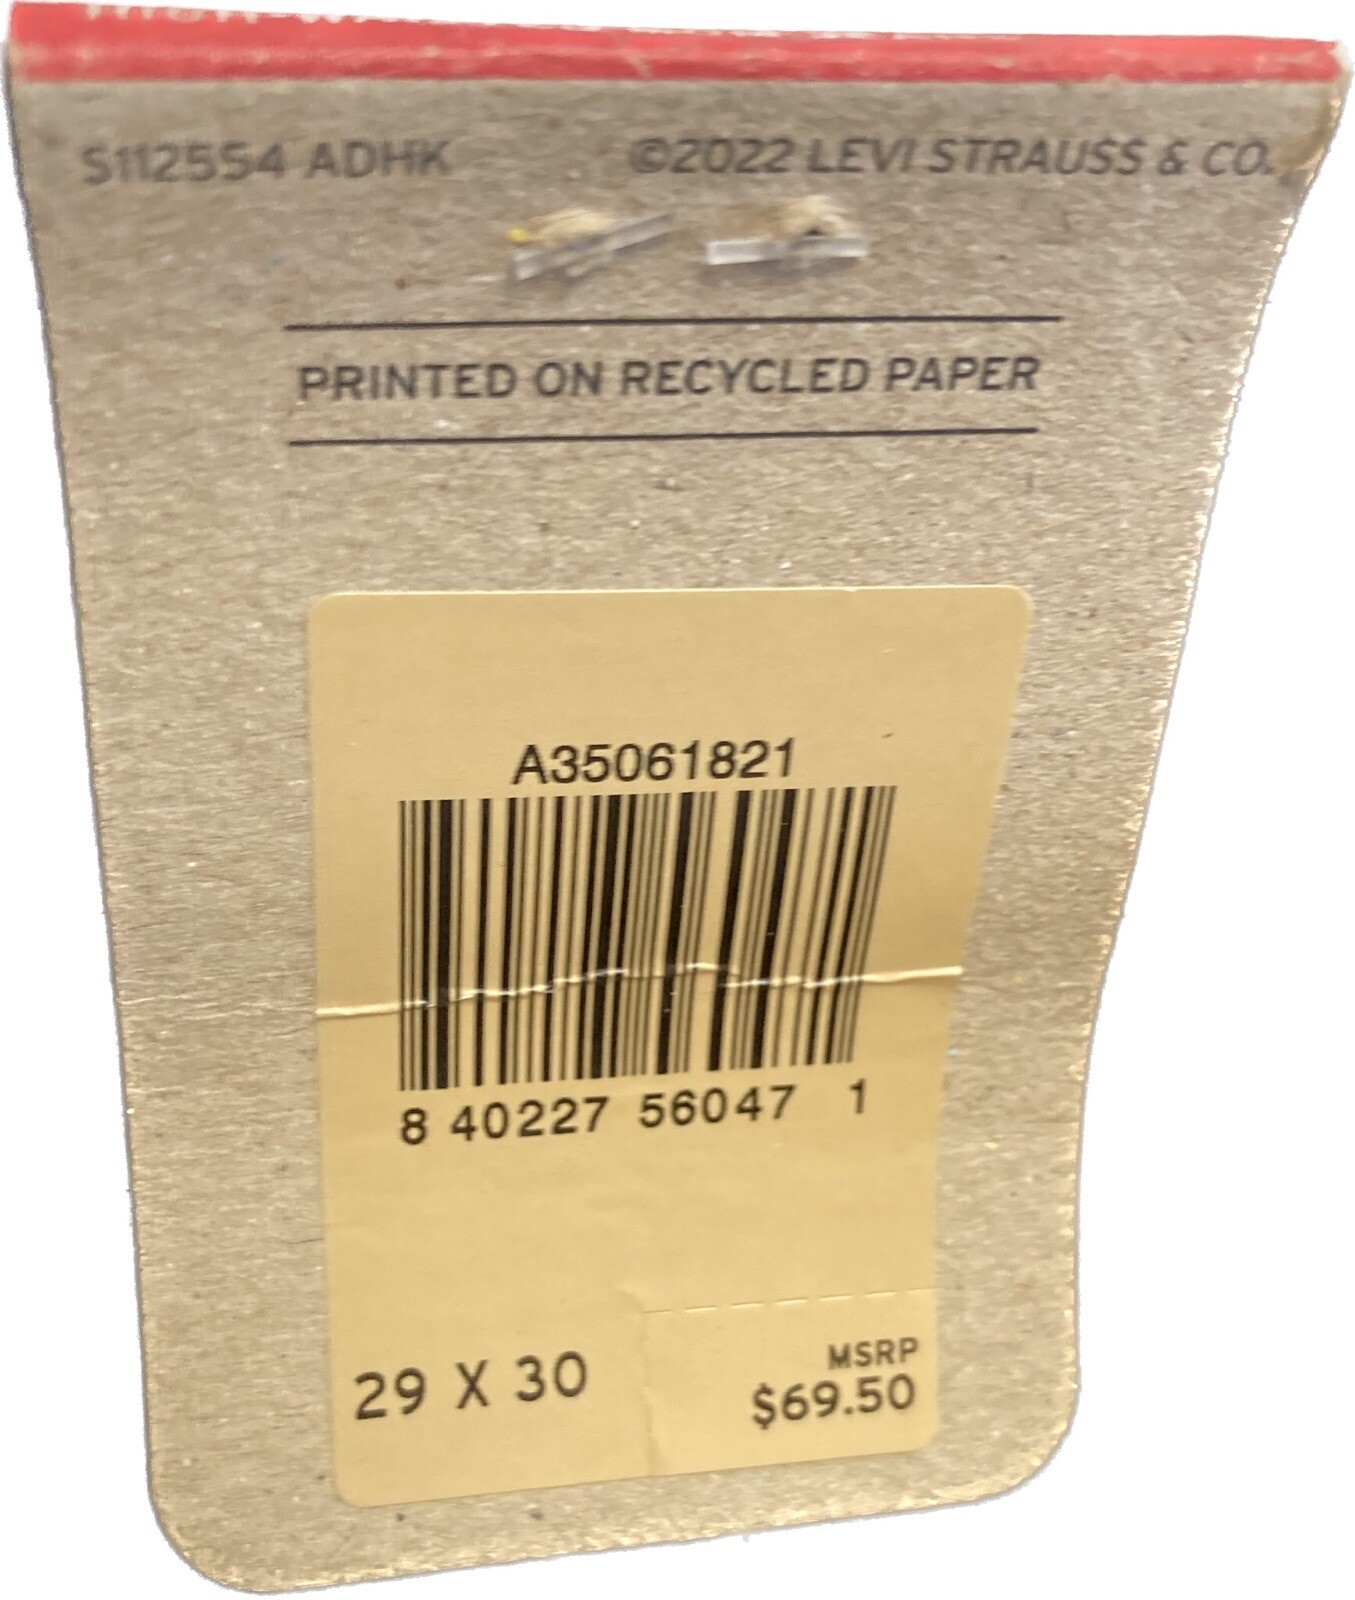 S112554 ADHK ©2022 LEVI STRAUSS & CO.
PRINTED ON RECYCLED PAPER
A35061821
8 40227 56047 1
MSRP
29 X 30 $69.50